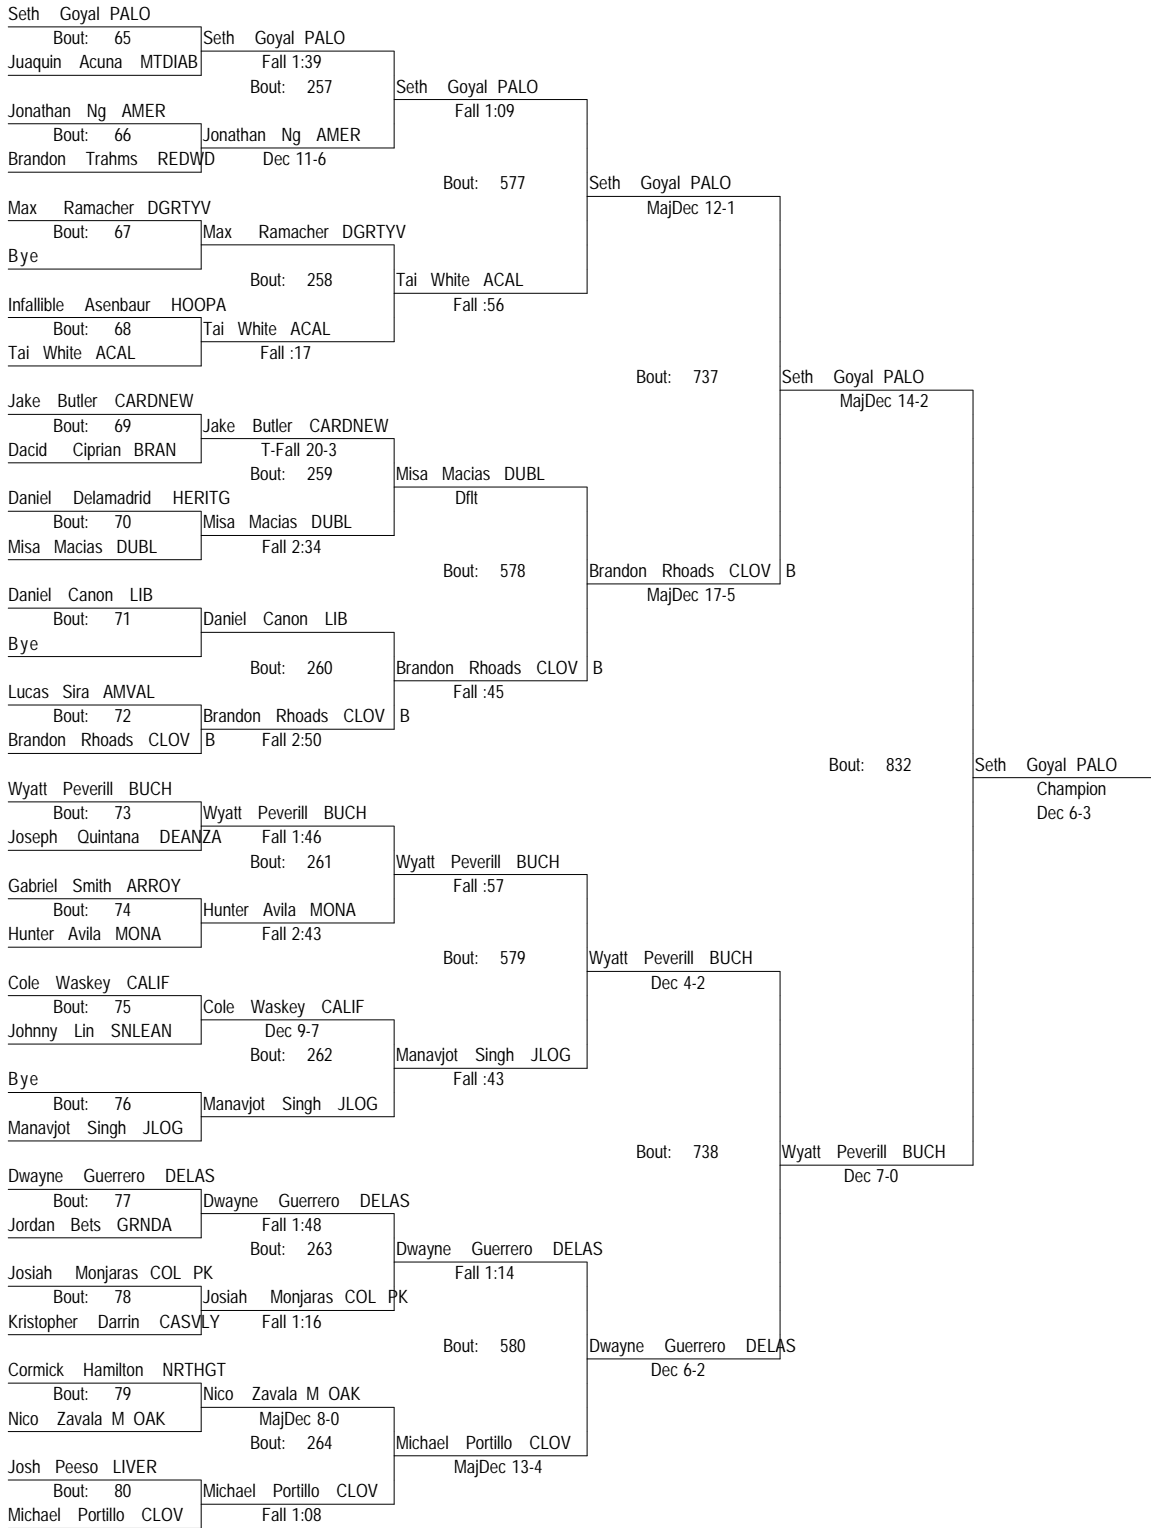 Seth Goyal PALO
Bout: 65 Seth Goyal PALO
Juaquin Acuna MTDIAB Fall 1:39
Bout: 257 Seth Goyal PALO
Jonathan Ng AMER Fall 1:09
Bout: 66 Jonathan Ng AMER
Brandon Trahms REDWD Dec 11-6
Bout: 577 Seth Goyal PALO
Max Ramacher DGRTYV MajDec 12-1
Bout: 67 Max Ramacher DGRTYV
Bye
Bout: 258 Tai White ACAL
Infallible Asenbaur HOOPA Fall :56
Bout: 68 Tai White ACAL
Tai White ACAL Fall :17
Bout: 737 Seth Goyal PALO
Jake Butler CARDNEW MajDec 14-2
Bout: 69 Jake Butler CARDNEW
Dacid Ciprian BRAN T-Fall 20-3
Bout: 259 Misa Macias DUBL
Daniel Delamadrid HERITG Dflt
Bout: 70 Misa Macias DUBL
Misa Macias DUBL Fall 2:34
Bout: 578 Brandon Rhoads CLOV B
Daniel Canon LIB MajDec 17-5
Bout: 71 Daniel Canon LIB
Bye
Bout: 260 Brandon Rhoads CLOV B
Lucas Sira AMVAL Fall :45
Bout: 72 Brandon Rhoads CLOV B
Brandon Rhoads CLOV B Fall 2:50
Bout: 832 Seth Goyal PALO
Wyatt Peverill BUCH Champion
Bout: 73 Wyatt Peverill BUCH Dec 6-3
Joseph Quintana DEANZA Fall 1:46
Bout: 261 Wyatt Peverill BUCH
Gabriel Smith ARROY Fall :57
Bout: 74 Hunter Avila MONA
Hunter Avila MONA Fall 2:43
Bout: 579 Wyatt Peverill BUCH
Cole Waskey CALIF Dec 4-2
Bout: 75 Cole Waskey CALIF
Johnny Lin SNLEAN Dec 9-7
Bout: 262 Manavjot Singh JLOG
Bye Fall :43
Bout: 76 Manavjot Singh JLOG
Manavjot Singh JLOG
Bout: 738 Wyatt Peverill BUCH
Dwayne Guerrero DELAS Dec 7-0
Bout: 77 Dwayne Guerrero DELAS
Jordan Bets GRNDA Fall 1:48
Bout: 263 Dwayne Guerrero DELAS
Josiah Monjaras COL PK Fall 1:14
Bout: 78 Josiah Monjaras COL PK
Kristopher Darrin CASVLY Fall 1:16
Bout: 580 Dwayne Guerrero DELAS
Cormick Hamilton NRTHGT Dec 6-2
Bout: 79 Nico Zavala M OAK
Nico Zavala M OAK MajDec 8-0
Bout: 264 Michael Portillo CLOV
Josh Peeso LIVER MajDec 13-4
Bout: 80 Michael Portillo CLOV
Michael Portillo CLOV Fall 1:08